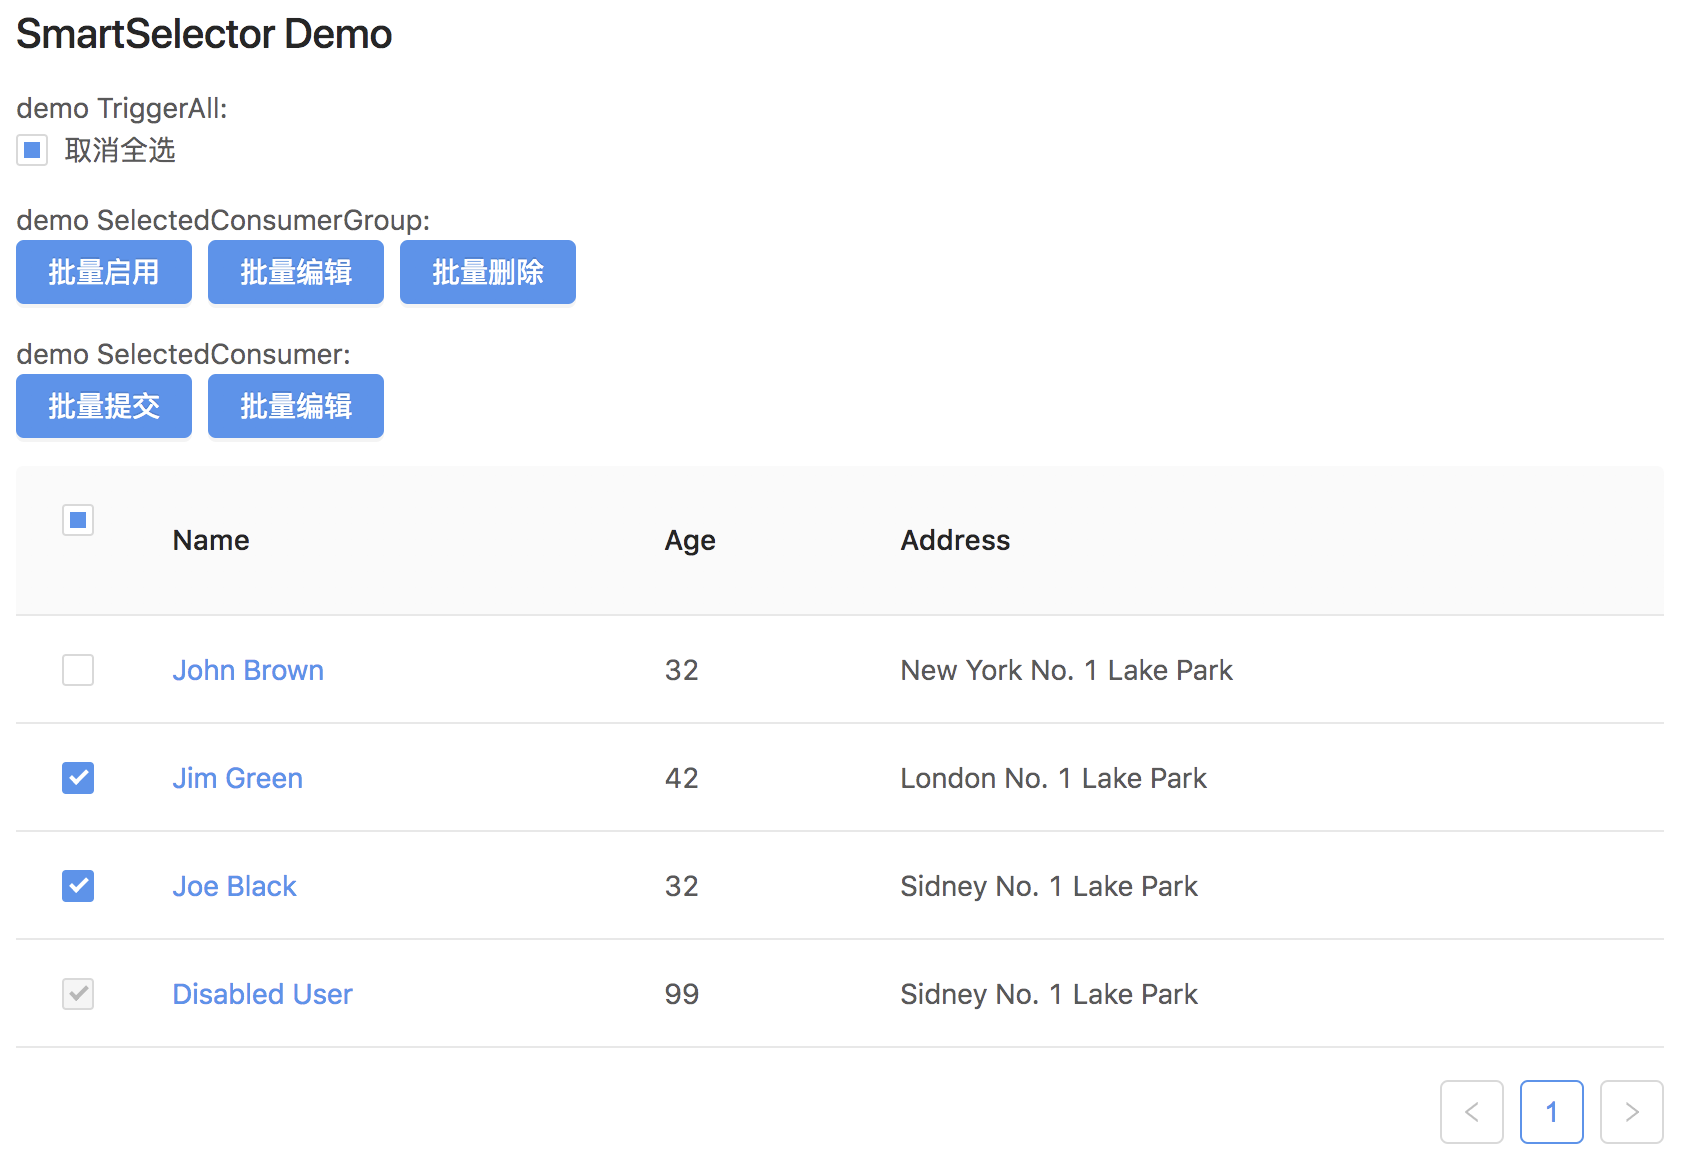 SmartSelector Demo
demo TriggerAll:
取消全选
demo SelectedConsumerGroup:
批量启用 批量编辑 批量删除
demo SelectedConsumer:
批量提交 批量编辑
Name Age Address
John Brown 32 New York No. 1 Lake Park
Jim Green 42 London No. 1 Lake Park
Joe Black 32 Sidney No. 1 Lake Park
Disabled User 99 Sidney No. 1 Lake Park
< 1 >